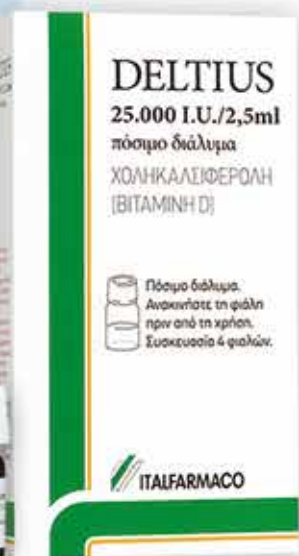 DELTIUS
25.000 I.U./2,5ml
πόσιμο διάλυμα
ΧΟΛΗΚΑΛΣΙΦΕΡΟΛΗ
[ΒΙΤΑΜΙΝΗ D]
Πόσιμο διάλυμα.
Ανακινήστε τη φιάλη
πριν από τη χρήση.
Συσκευασία 4 φιαλών.
ITALFARMACO